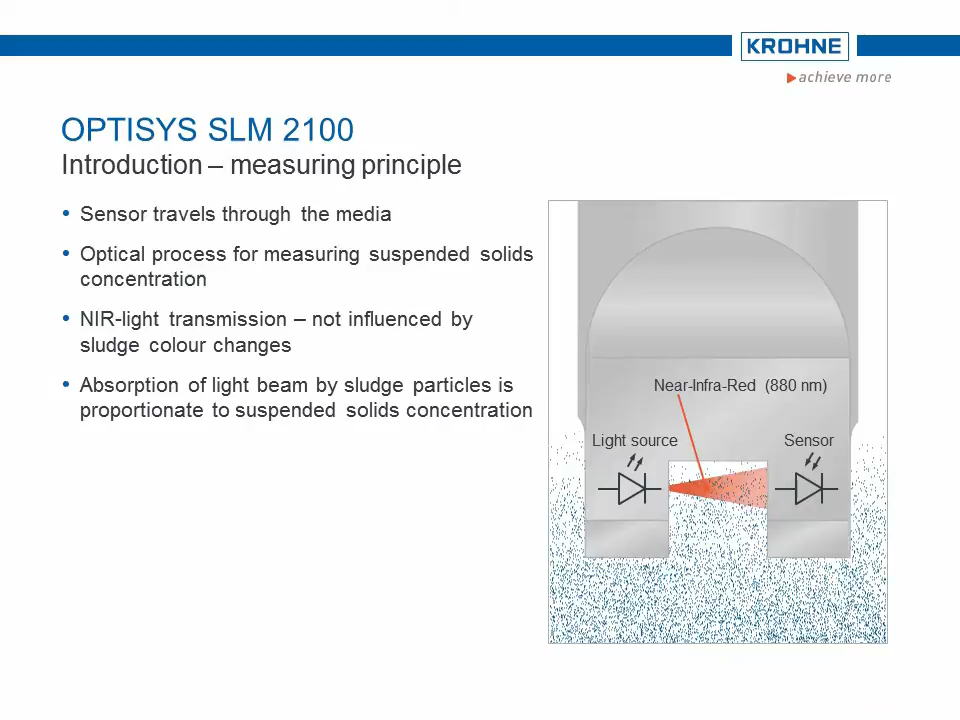 KROHNE
achieve more
OPTISYS SLM 2100
Introduction – measuring principle
• Sensor travels through the media
• Optical process for measuring suspended solids
concentration
• NIR-light transmission – not influenced by
sludge colour changes
• Absorption of light beam by sludge particles is
proportionate to suspended solids concentration
Near-Infra-Red (880 nm)
Light source
Sensor